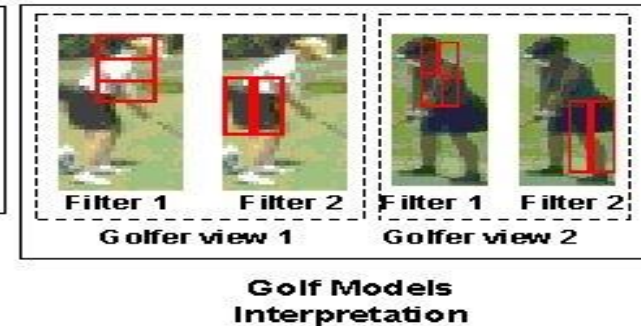 Filter 1 Filter 2 Filter 1 Filter 2
Golfer view 1 Golfer view 2
Golf Models
Interpretation